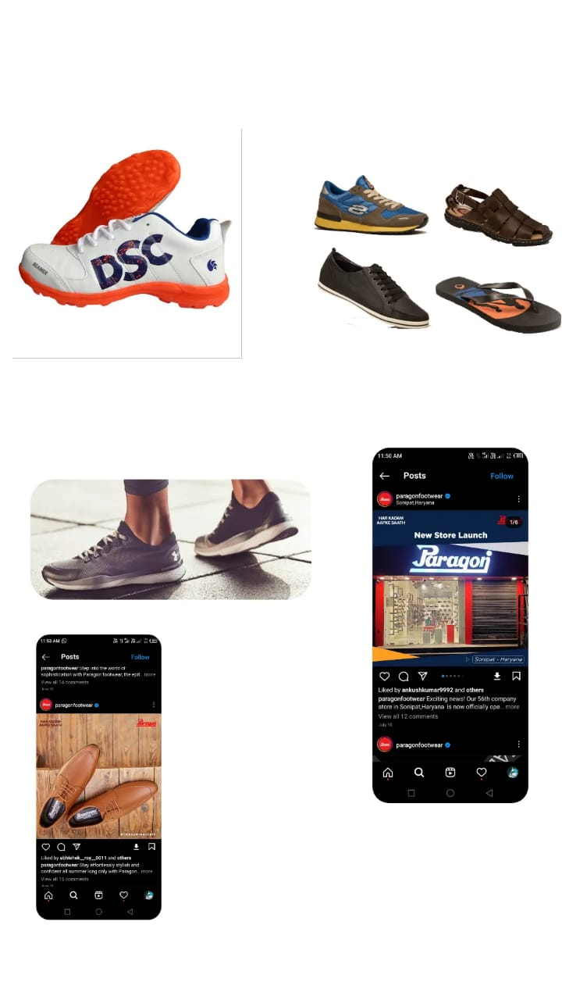 DSC
BEAMER
11:50 AM
Posts
Follow
paragonfootwear
Sonipat,Haryana
HAR KADAM
AAPKE SAATH
1/6
New Store Launch
Paragon
Sonipat - Haryana
Liked by ankushkumar9992 and others
paragonfootwear Exciting news! Our 56th company
store in Sonipat,Haryana is now officially ope... more
View all 12 comments
July 10
paragonfootwear
11:53 AM
Posts
Follow
paragonfootwear Step into the world of
sophistication with Paragon footwear, the epit... more
View all 14 comments
paragonfootwear
HAR KADAM
AAPKE SAATH
Paragon
Liked by abhishek__roy__0011 and others
paragonfootwear Stay effortlessly stylish and
confident all summer long only with Paragon... more
View all 15 comments